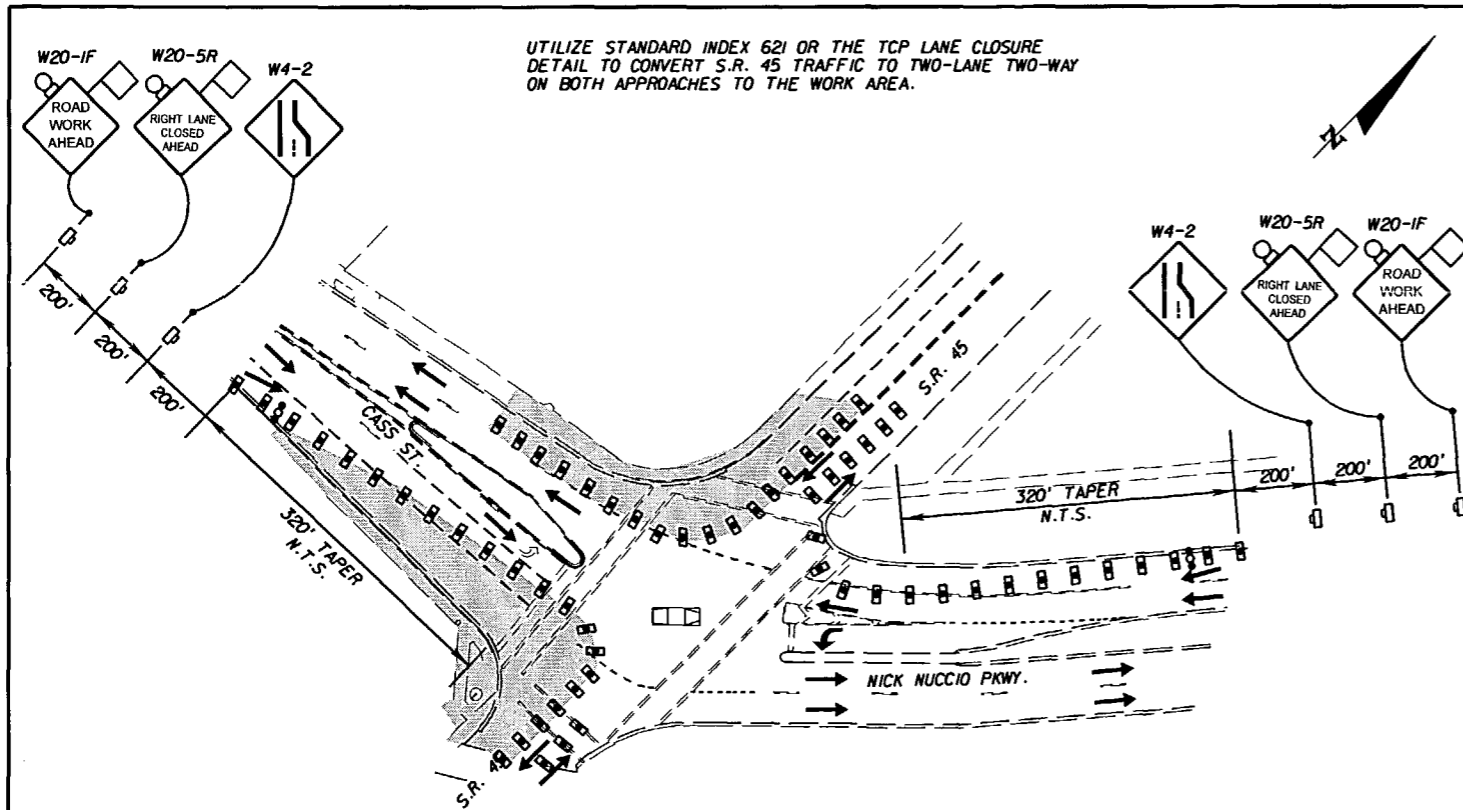 UTILIZE STANDARD INDEX 621 OR THE TCP LANE CLOSURE
DETAIL TO CONVERT S.R. 45 TRAFFIC TO TWO-LANE TWO-WAY
ON BOTH APPROACHES TO THE WORK AREA.
W20-1F
W20-5R
W4-2
ROAD
WORK
AHEAD
RIGHT LANE
CLOSED
AHEAD
N
W4-2
W20-5R
W20-1F
RIGHT LANE
CLOSED
AHEAD
ROAD
WORK
AHEAD
200'
200'
200'
320' TAPER
N.T.S.
CASS ST.
S.R. 45
320' TAPER
N.T.S.
200'
200'
200'
NICK NUCCIO PKWY.
S.R.